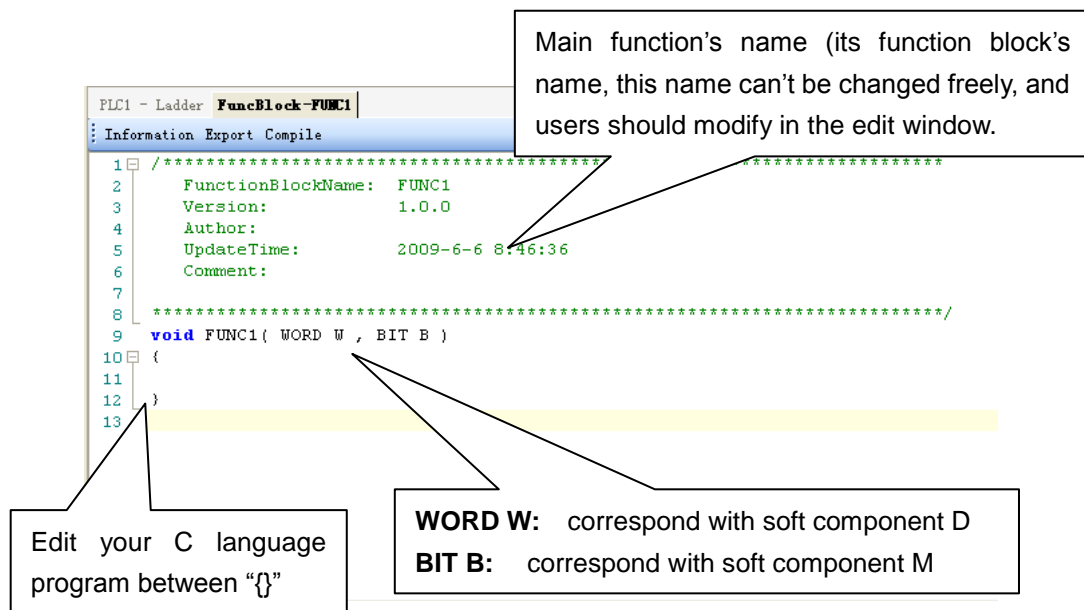 Main function's name (its function block's
name, this name can't be changed freely, and
users should modify in the edit window.
PLC1 - Ladder FuncBlock-FUNC1
Information Export Compile
1 /**************************************************************************
2 FunctionBlockName: FUNC1
3 Version: 1.0.0
4 Author:
5 UpdateTime: 2009-6-6 8:46:36
6 Comment:
7
8 **************************************************************************/
9 void FUNC1( WORD W , BIT B )
10 {
11
12 }
13
WORD W: correspond with soft component D
BIT B: correspond with soft component M
Edit your C language
program between "{}"